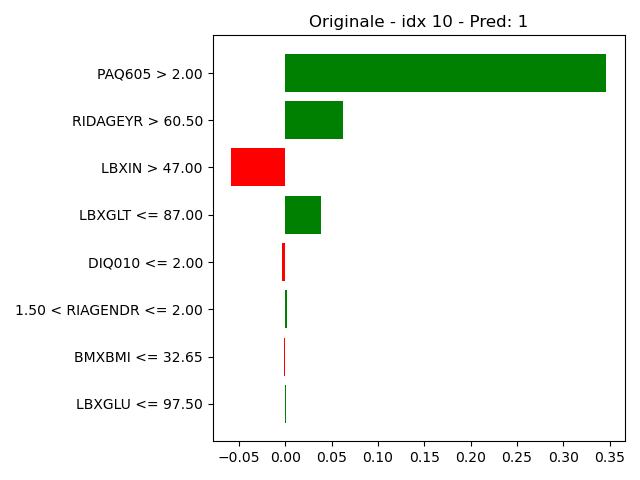 Originale - idx 10 - Pred: 1
PAQ605 > 2.00
RIDAGEYR > 60.50
LBXIN > 47.00
LBXGLT <= 87.00
DIQ010 <= 2.00
1.50 < RIAGENDR <= 2.00
BMXBMI <= 32.65
LBXGLU <= 97.50
−0.05 0.00 0.05 0.10 0.15 0.20 0.25 0.30 0.35